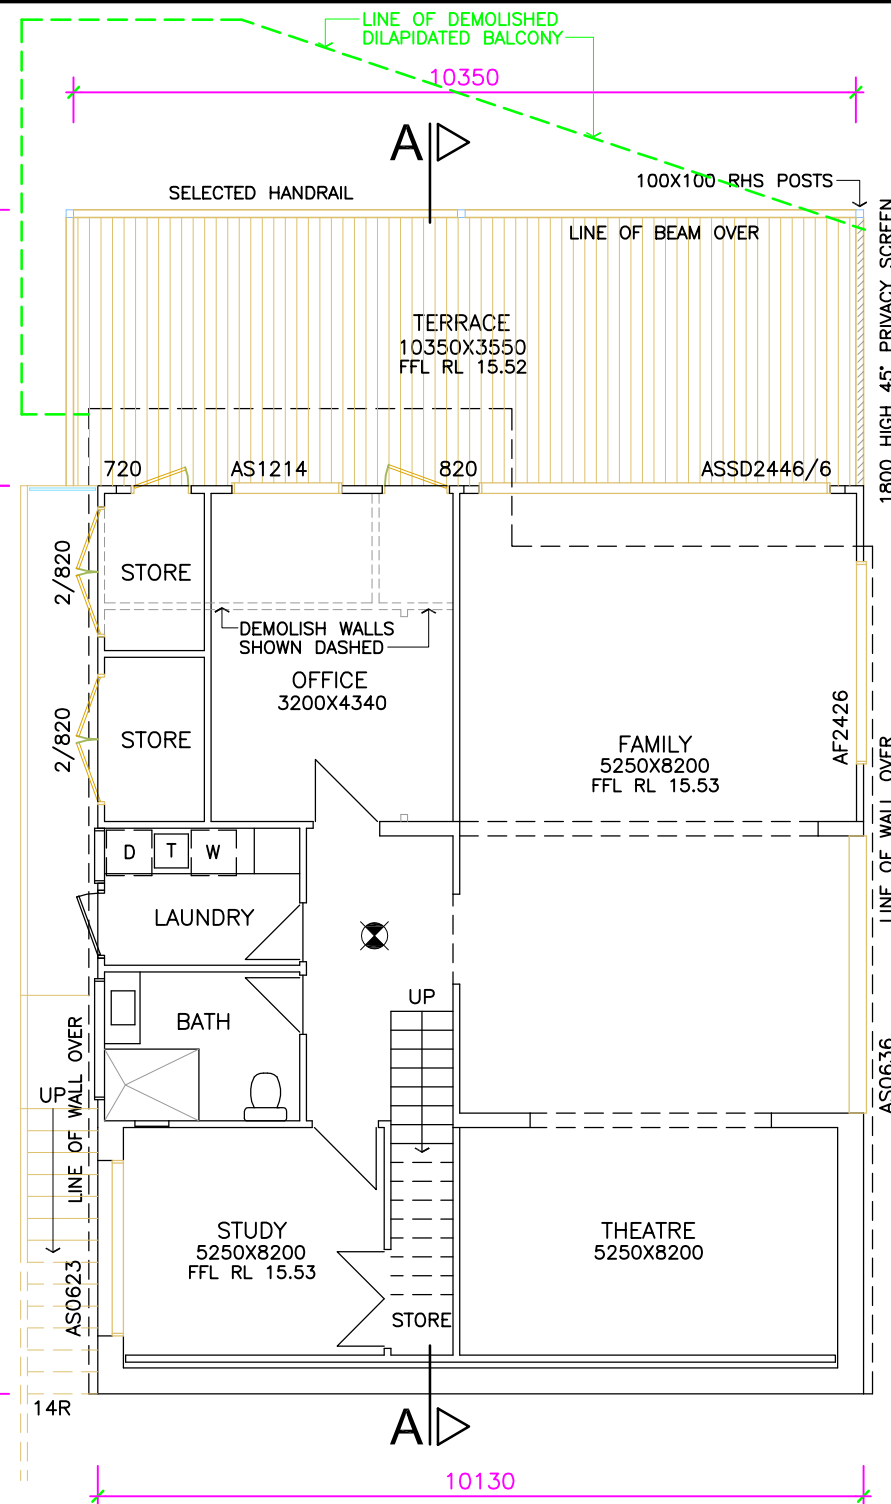 LINE OF DEMOLISHED
DILAPIDATED BALCONY
10350
A
100X100 RHS POSTS
SELECTED HANDRAIL
LINE OF BEAM OVER
1800 HIGH 45° PRIVACY SCREEN
TERRACE
10350X3550
FFL RL 15.52
720
AS1214
820
ASSD2446/6
2/820
STORE
DEMOLISH WALLS
SHOWN DASHED
OFFICE
3200X4340
2/820
STORE
AF2426
FAMILY
5250X8200
FFL RL 15.53
LINE OF WALL OVER
D
T
W
LAUNDRY
UP
BATH
LINE OF WALL OVER
UP
AS0636
STUDY
5250X8200
FFL RL 15.53
THEATRE
5250X8200
AS0623
STORE
14R
A
10130